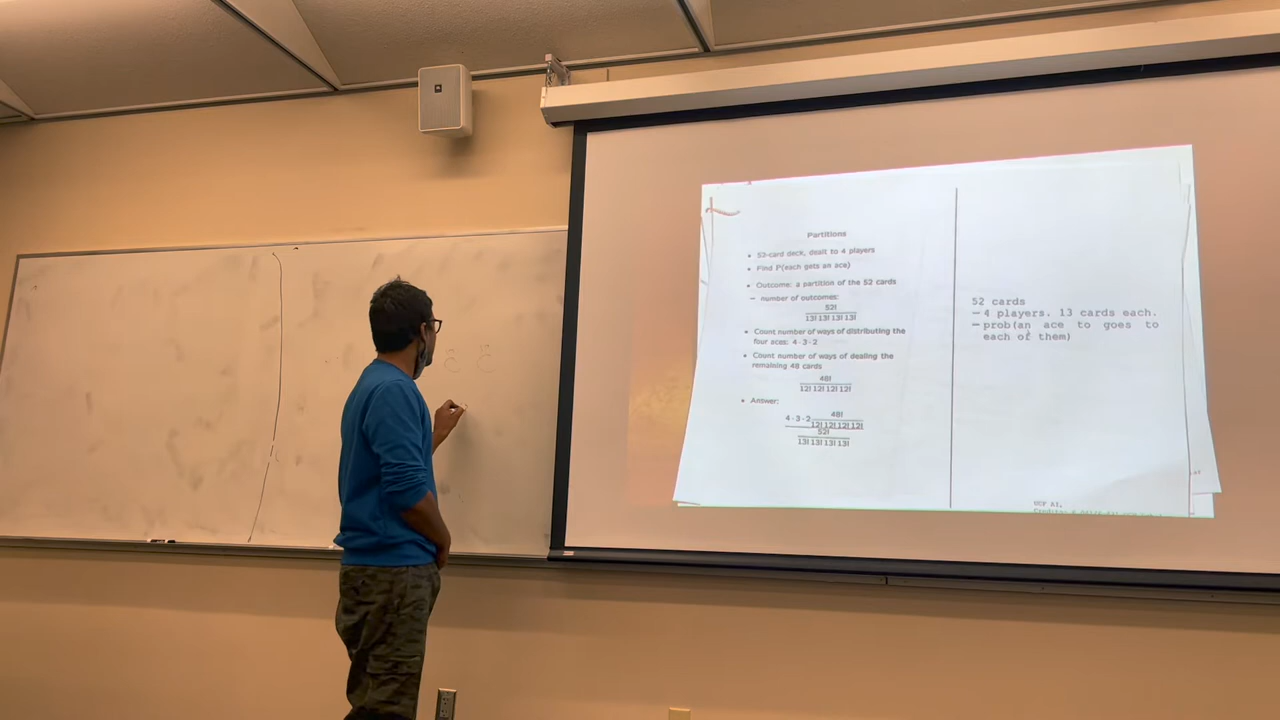 Partitions
• 52-card deck, dealt to 4 players
• Find P(each gets an ace)
• Outcome: a partition of the 52 cards
– number of outcomes:
52!
13! 13! 13! 13!
• Count number of ways of distributing the
four aces: 4 · 3 · 2
• Count number of ways of dealing the
remaining 48 cards
48!
12! 12! 12! 12!
• Answer:
4 · 3 · 2 48!
12! 12! 12! 12!
52!
13! 13! 13! 13!
52 cards
– 4 players. 13 cards each.
– prob(an ace to goes to
each of them)
UCF AI,